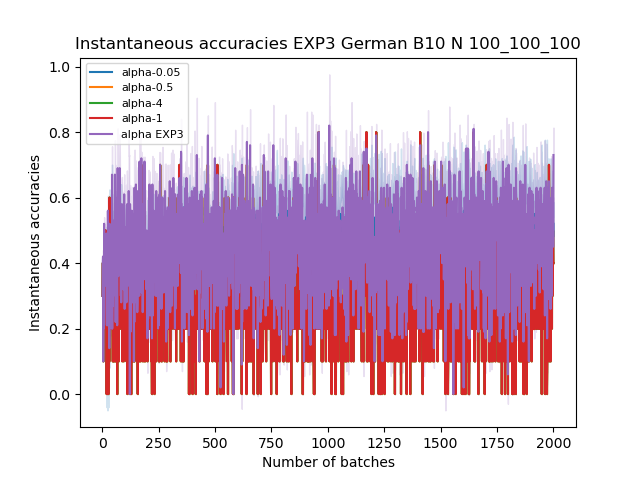 Instantaneous accuracies EXP3 German B10 N 100_100_100
alpha-0.05
alpha-0.5
alpha-4
alpha-1
alpha EXP3
Instantaneous accuracies
1.0
0.8
0.6
0.4
0.2
0.0
0 250 500 750 1000 1250 1500 1750 2000
Number of batches